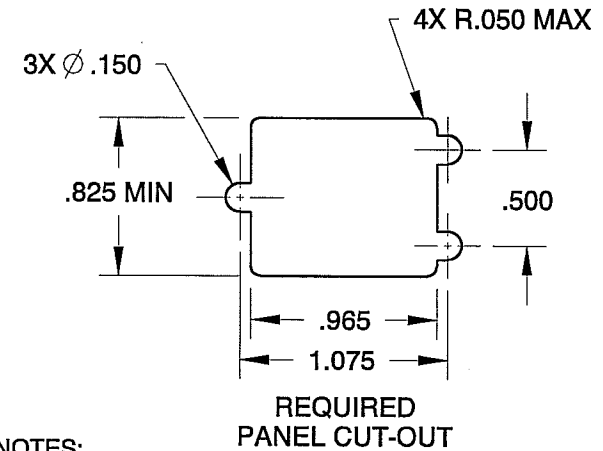 4X R.050 MAX
3X ∅ .150
.825 MIN
.500
.965
1.075
REQUIRED
PANEL CUT-OUT
NOTES: